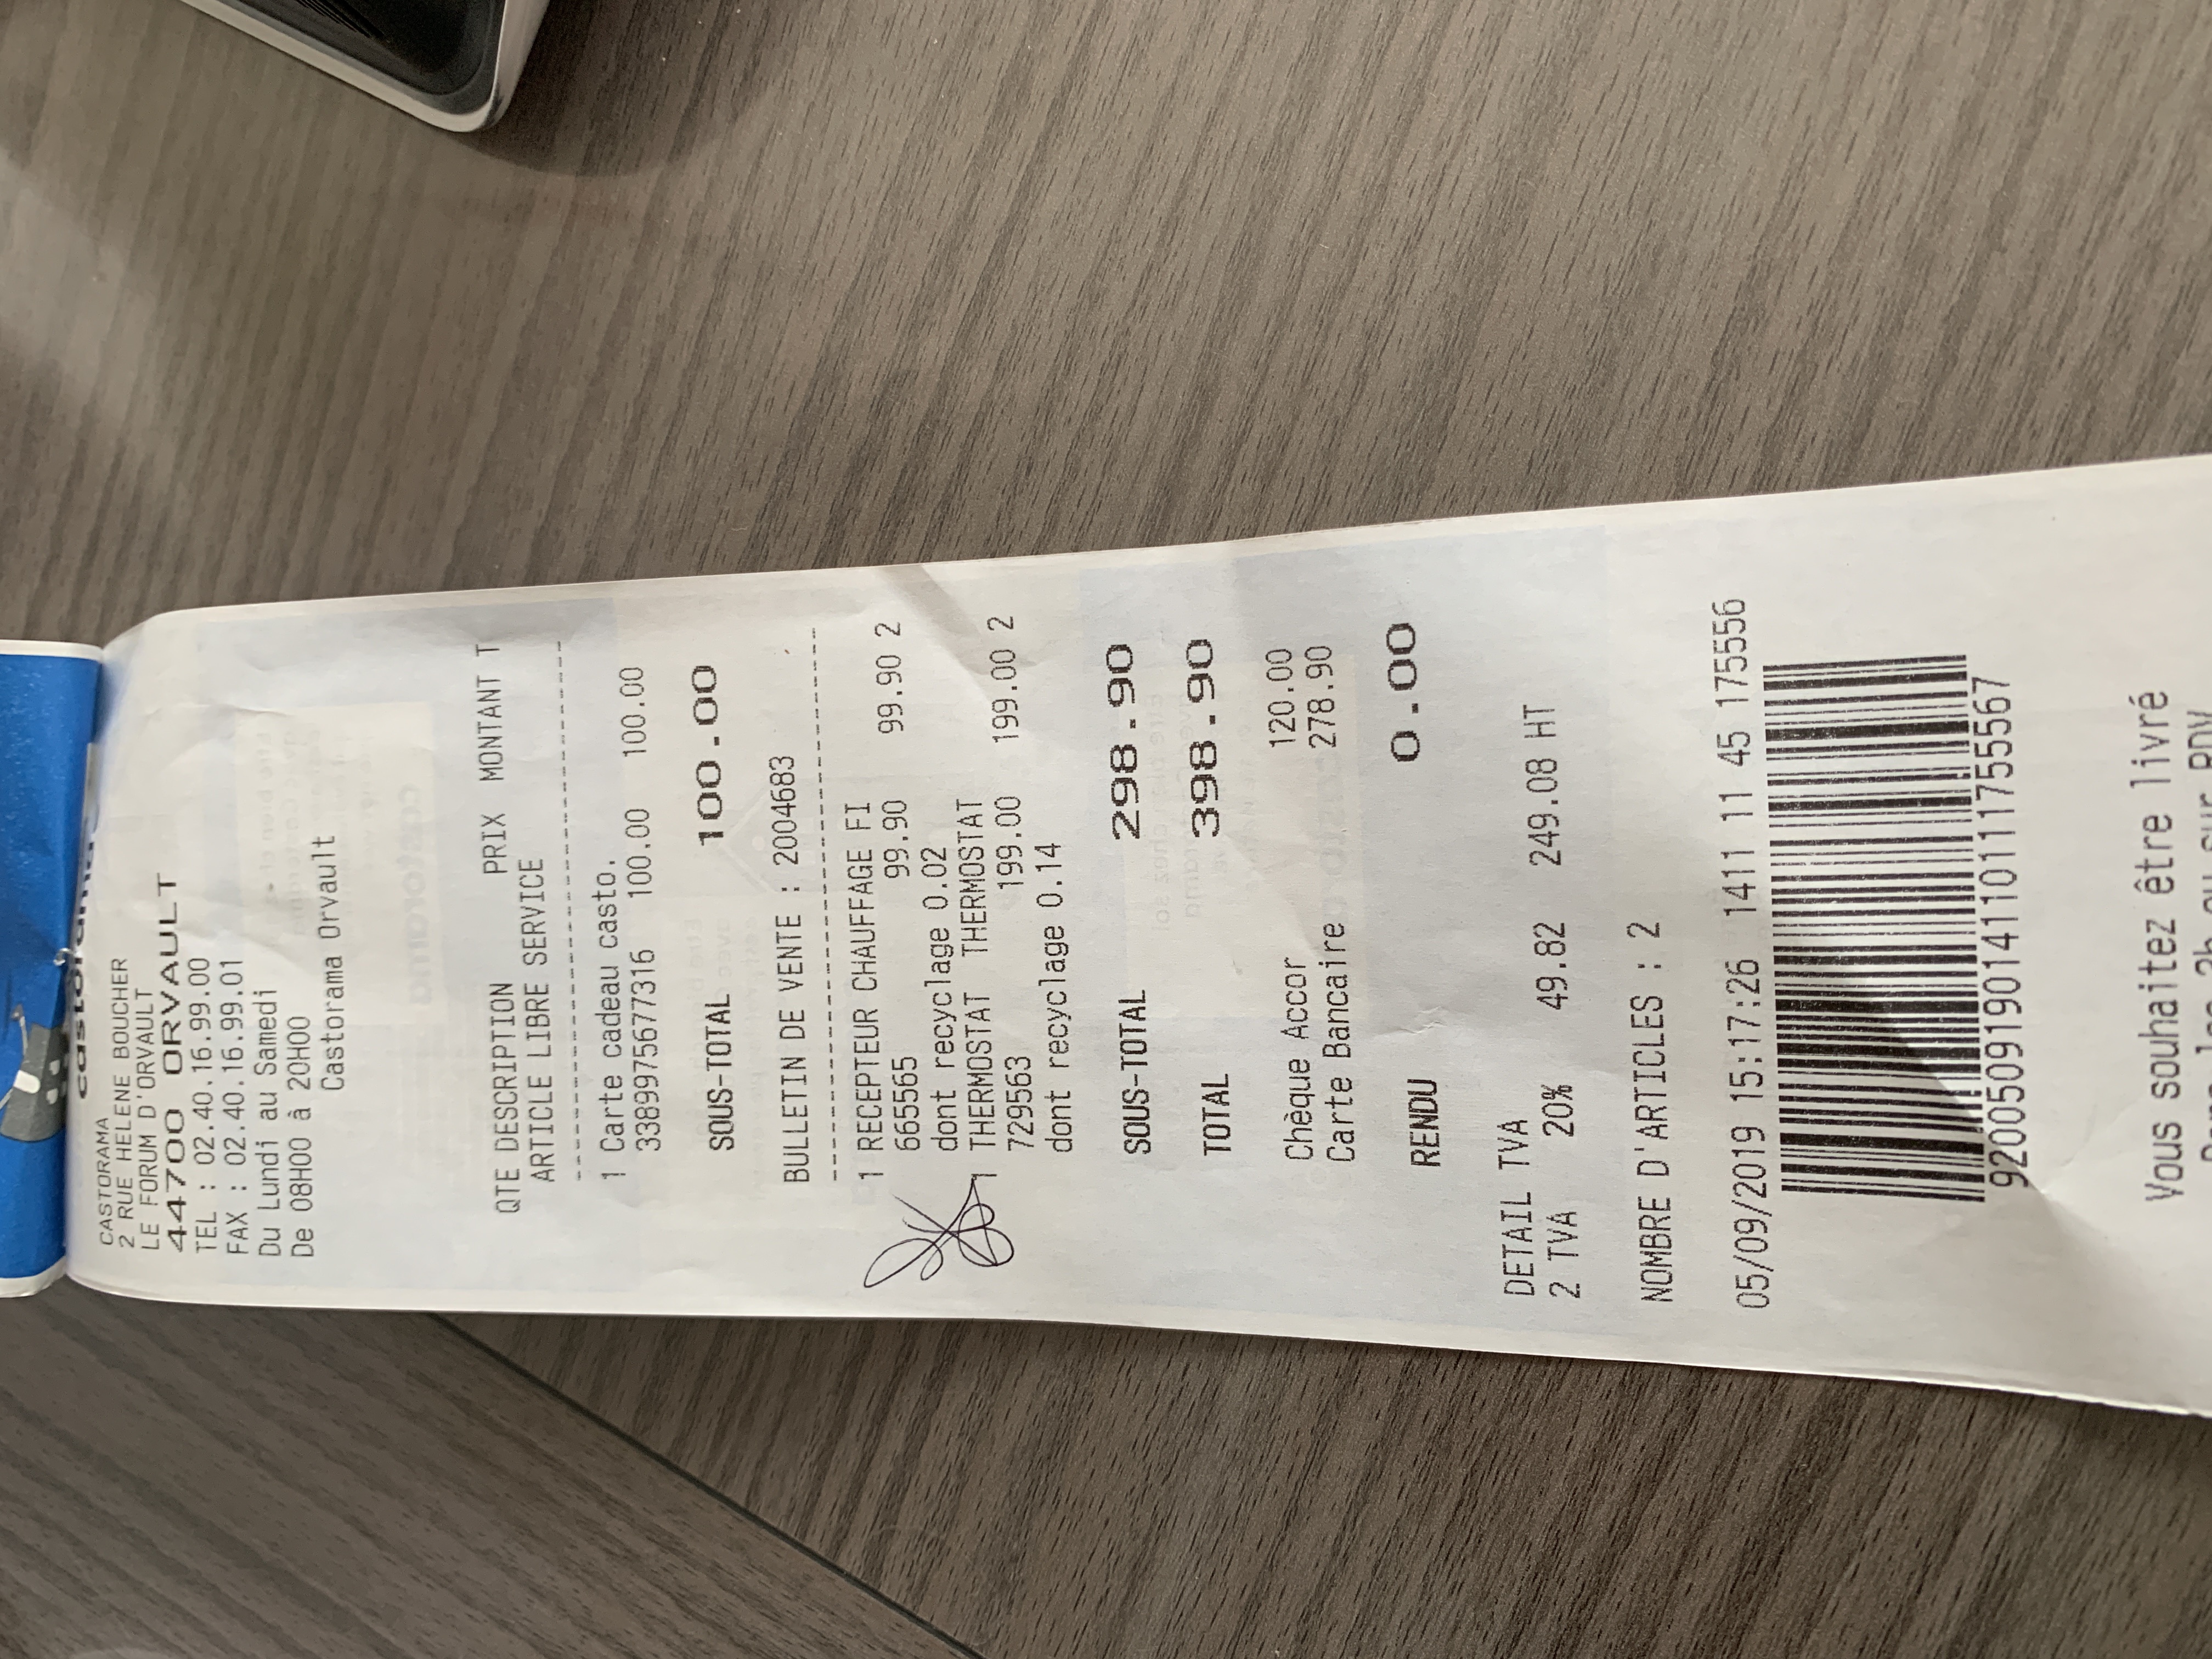 castorama
CASTORAMA
2 RUE HELENE BOUCHER
LE FORUM D'ORVAULT
44700 ORVAULT
TEL : 02.40.16.99.00
FAX : 02.40.16.99.01
Du Lundi au Samedi
De 08H00 à 20H00
Castorama Orvault
QTE DESCRIPTION PRIX MONTANT T
ARTICLE LIBRE SERVICE
1 Carte cadeau casto.
3389975677316 100.00 100.00
SOUS-TOTAL 100.00
BULLETIN DE VENTE : 20004683
1 RECEPTEUR CHAUFFAGE FI
665565 99.90 99.90 2
dont recyclage 0.02
1 THERMOSTAT THERMOSTAT
729563 199.00 199.00 2
dont recyclage 0.14
SOUS-TOTAL 298.90
TOTAL 398.90
Chèque Accor 120.00
Carte Bancaire 278.90
RENDU 0.00
DETAIL TVA
2 TVA 20% 49.82 249.08 HT
NOMBRE D'ARTICLES : 2
05/09/2019 15:17:26 1411 11 45 175556
9200509190141101117555​67
Vous souhaitez être livré